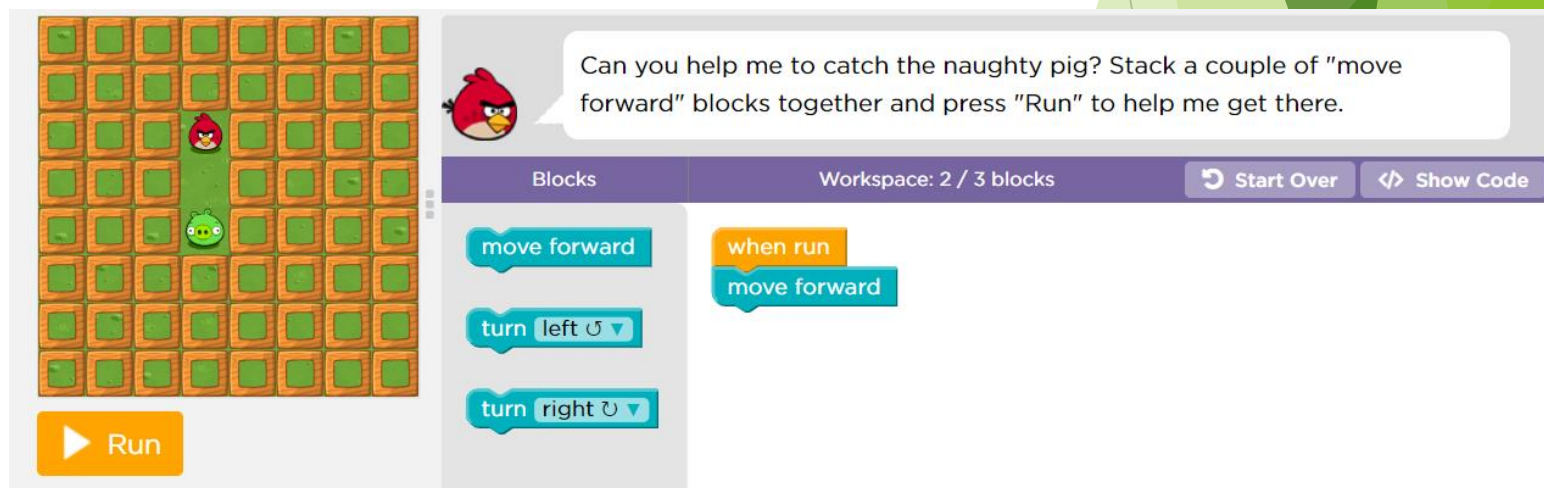 Can you help me to catch the naughty pig? Stack a couple of "move
forward" blocks together and press "Run" to help me get there.
Blocks
Workspace: 2 / 3 blocks
Start Over
</> Show Code
move forward
turn left ↺ ▼
turn right ↻ ▼
when run
move forward
Run